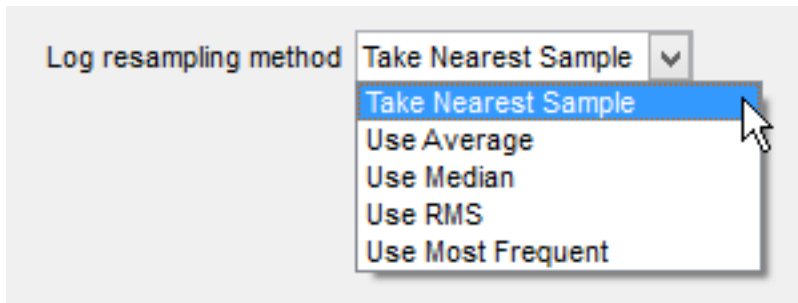 Log resampling method Take Nearest Sample
Take Nearest Sample
Use Average
Use Median
Use RMS
Use Most Frequent